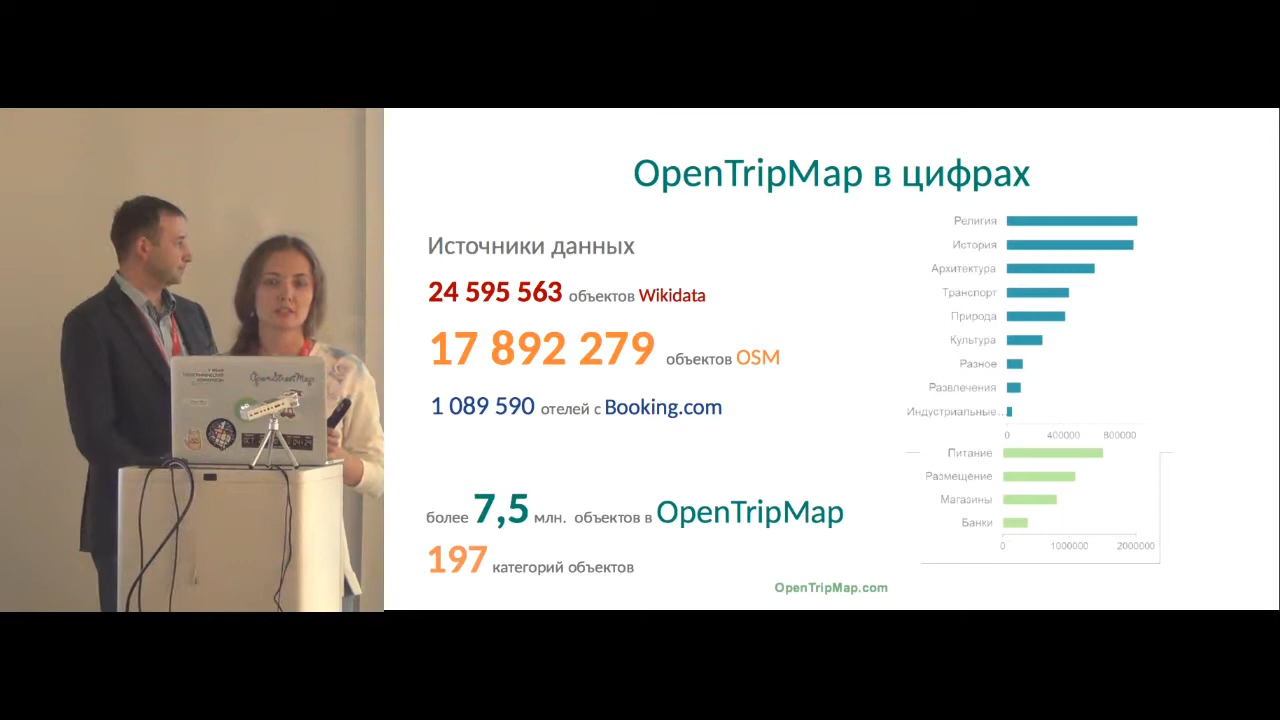 OpenTripMap в цифрах
Источники данных
24 595 563 объектов Wikidata
17 892 279 объектов OSM
1 089 590 отелей с Booking.com
более 7,5 млн. объектов в OpenTripMap
197 категорий объектов
Религия
История
Архитектура
Транспорт
Природа
Культура
Разное
Развлечения
Индустриальные...
0 400000 800000
Питание
Размещение
Магазины
Банки
0 1000000 2000000
OpenTripMap.com
OpenStreetMap